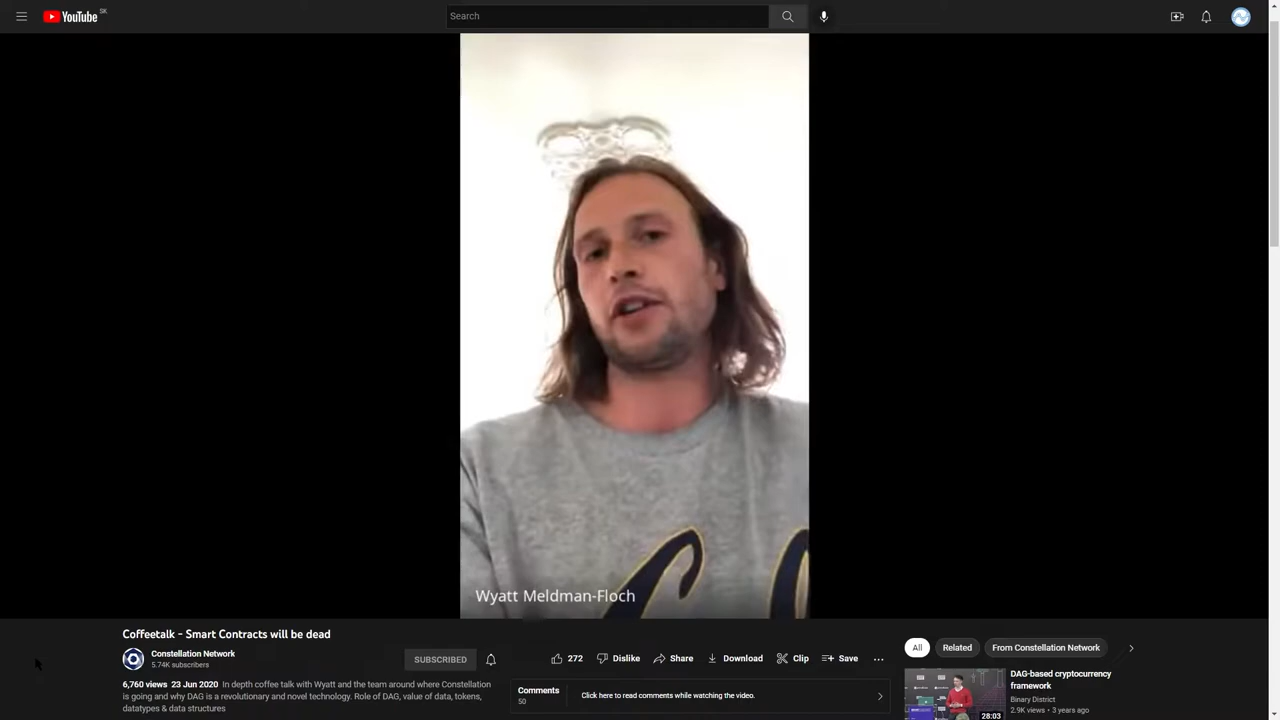 YouTube SK
Search
Wyatt Meldman-Floch
Coffeetalk - Smart Contracts will be dead
Constellation Network
5.74K subscribers
SUBSCRIBED
272
Dislike
Share
Download
Clip
Save
6,760 views 23 Jun 2020 In depth coffee talk with Wyatt and the team around where Constellation
is going and why DAG is a revolutionary and novel technology. Role of DAG, value of data, tokens,
datatypes & data structures
Comments
50
Click here to read comments while watching the video.
All
Related
From Constellation Network
DAG-based cryptocurrency
framework
Binary District
2.9K views • 3 years ago
28:03